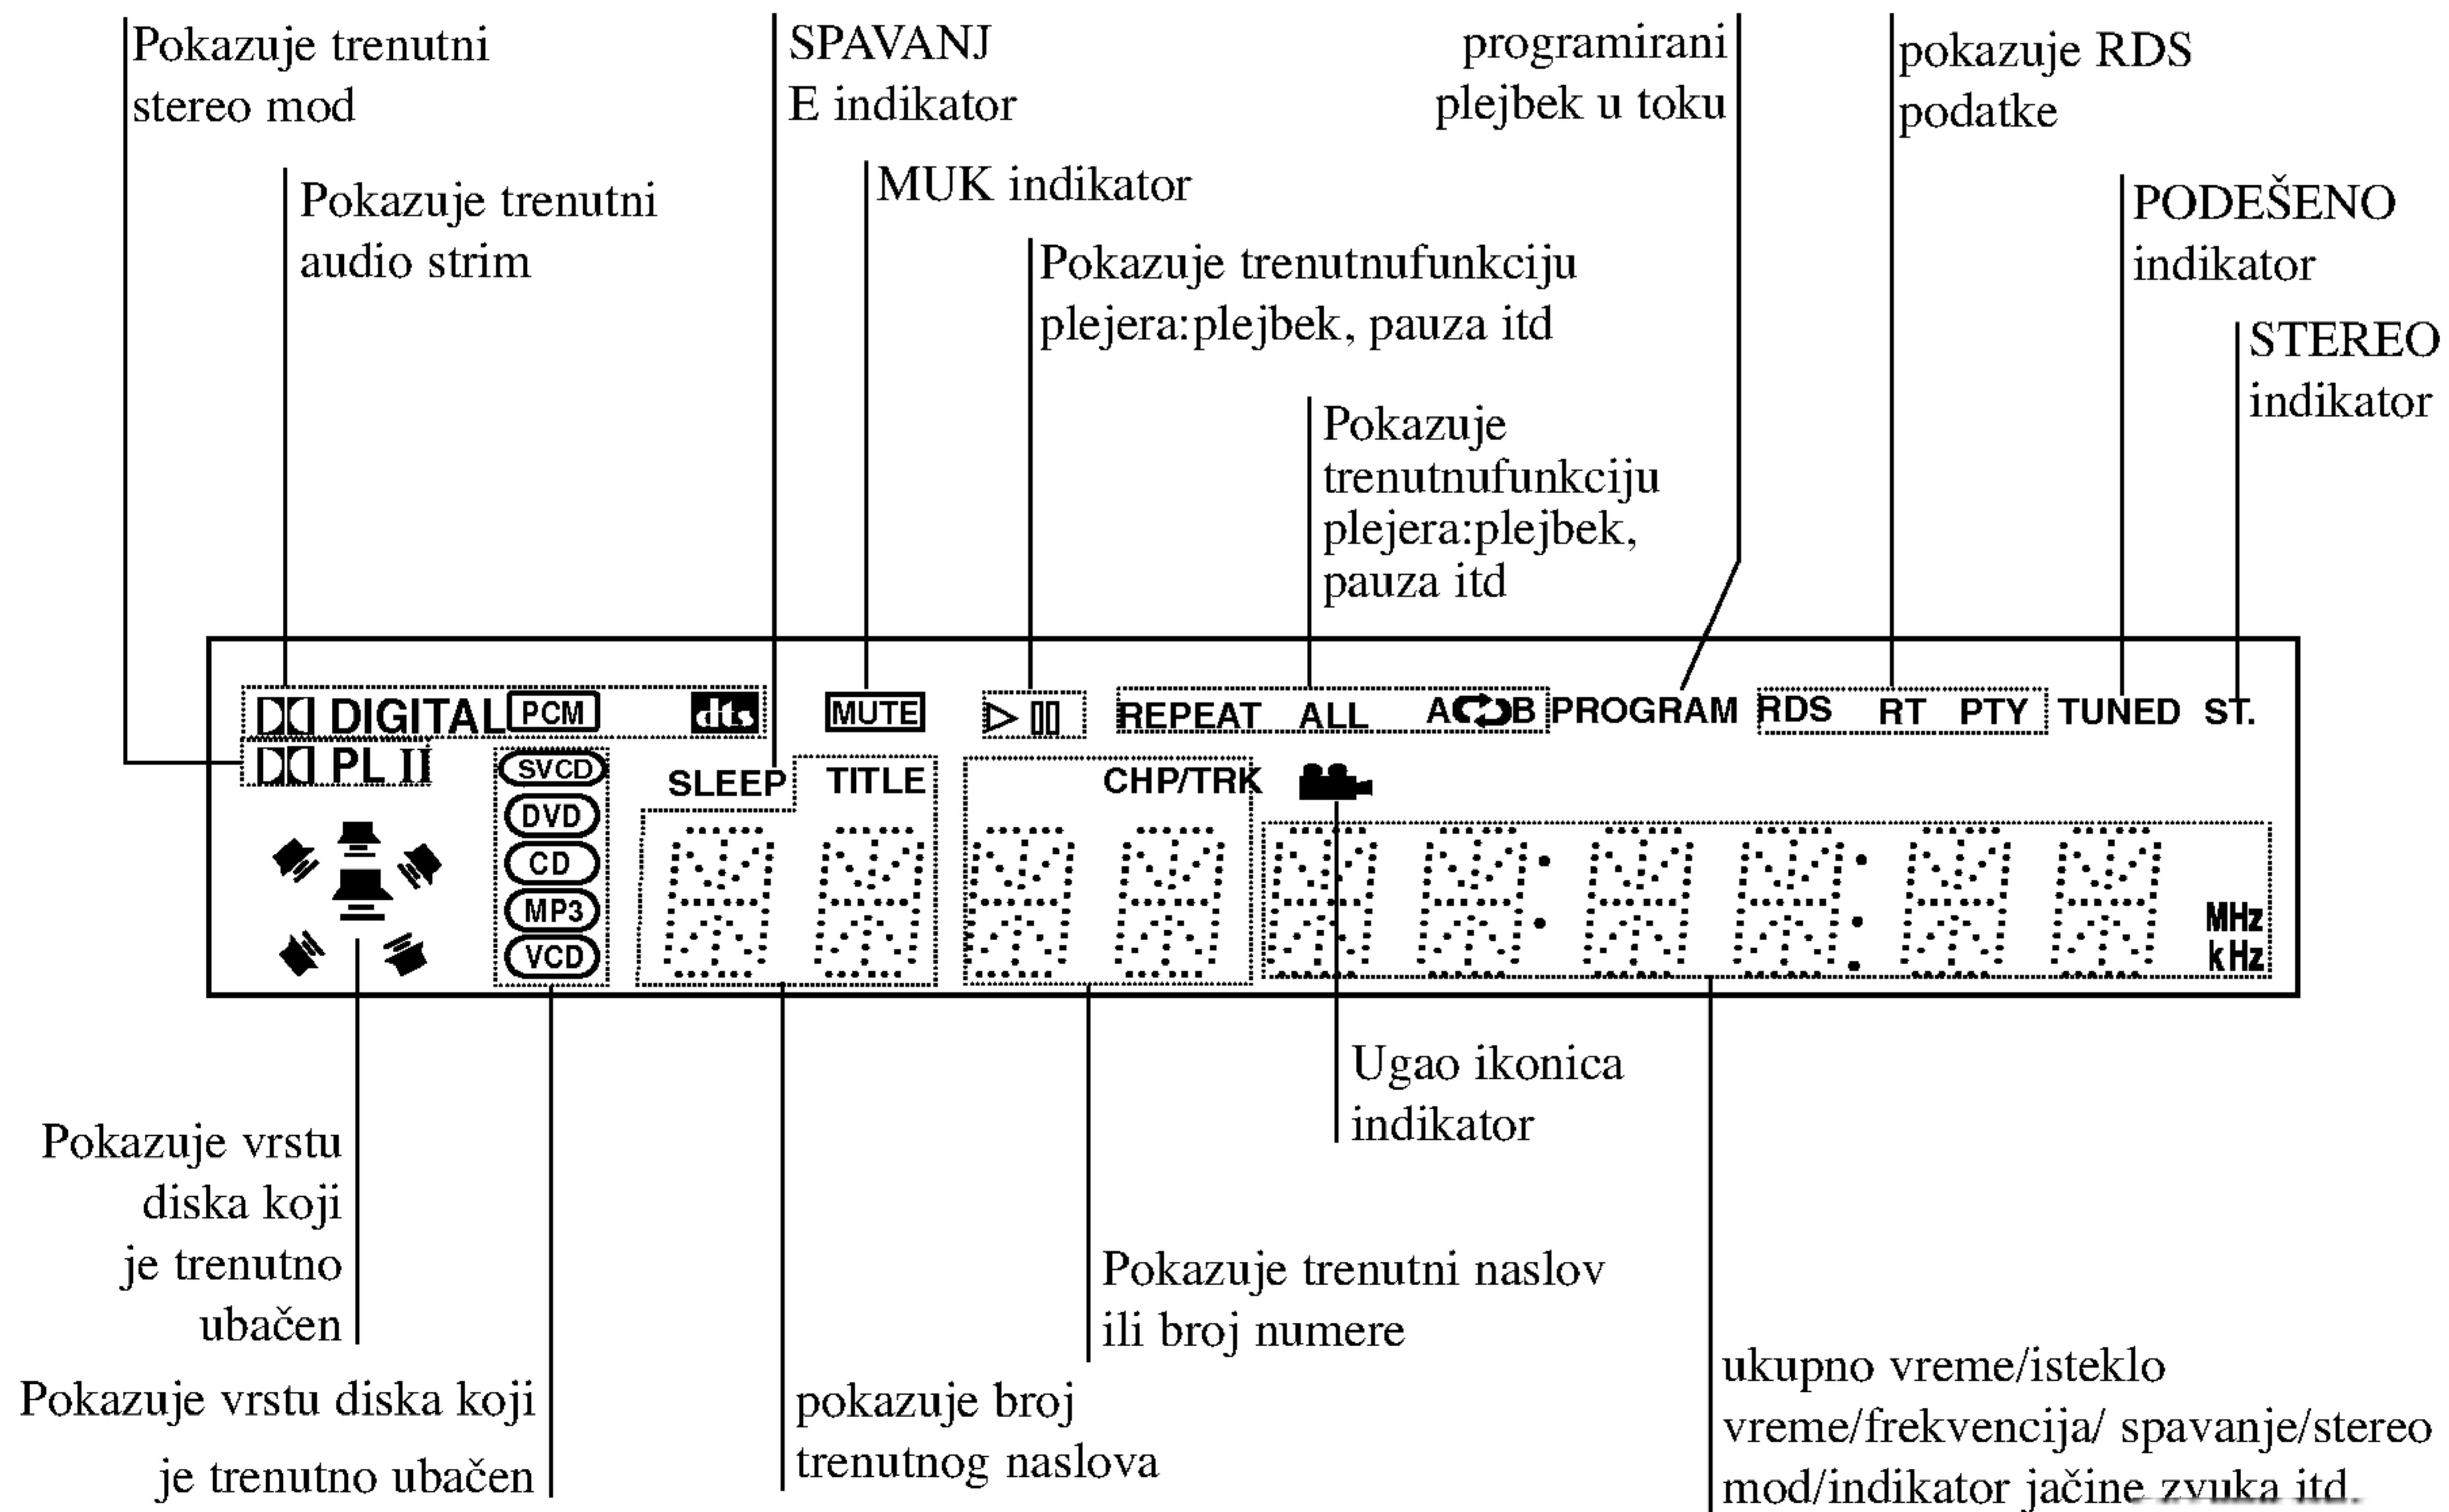 Pokazuje trenutni
stereo mod
SPAVANJ
E indikator
programirani
plejbek u toku
pokazuje RDS
podatke
Pokazuje trenutni
audio strim
MUK indikator
PODEŠENO
indikator
Pokazuje trenutnufunkciju
plejera:plejbek, pauza itd
STEREO
indikator
Pokazuje
trenutnufunkciju
plejera:plejbek,
pauza itd
DIGITAL PCM dts MUTE REPEAT ALL A B PROGRAM RDS RT PTY TUNED ST.
PL II
SVCD SLEEP TITLE CHP/TRK
DVD
CD
MP3
VCD
MHz
kHz
Ugao ikonica
indikator
Pokazuje vrstu
diska koji
je trenutno
ubačen
Pokazuje trenutni naslov
ili broj numere
Pokazuje vrstu diska koji
je trenutno ubačen
pokazuje broj
trenutnog naslova
ukupno vreme/isteklo
vreme/frekvencija/ spavanje/stereo
mod/indikator jačine zvuka itd.